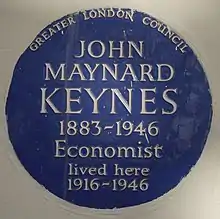 GREATER LONDON COUNCIL
JOHN
MAYNARD
KEYNES
1883-1946
Economist
lived here
1916-1946